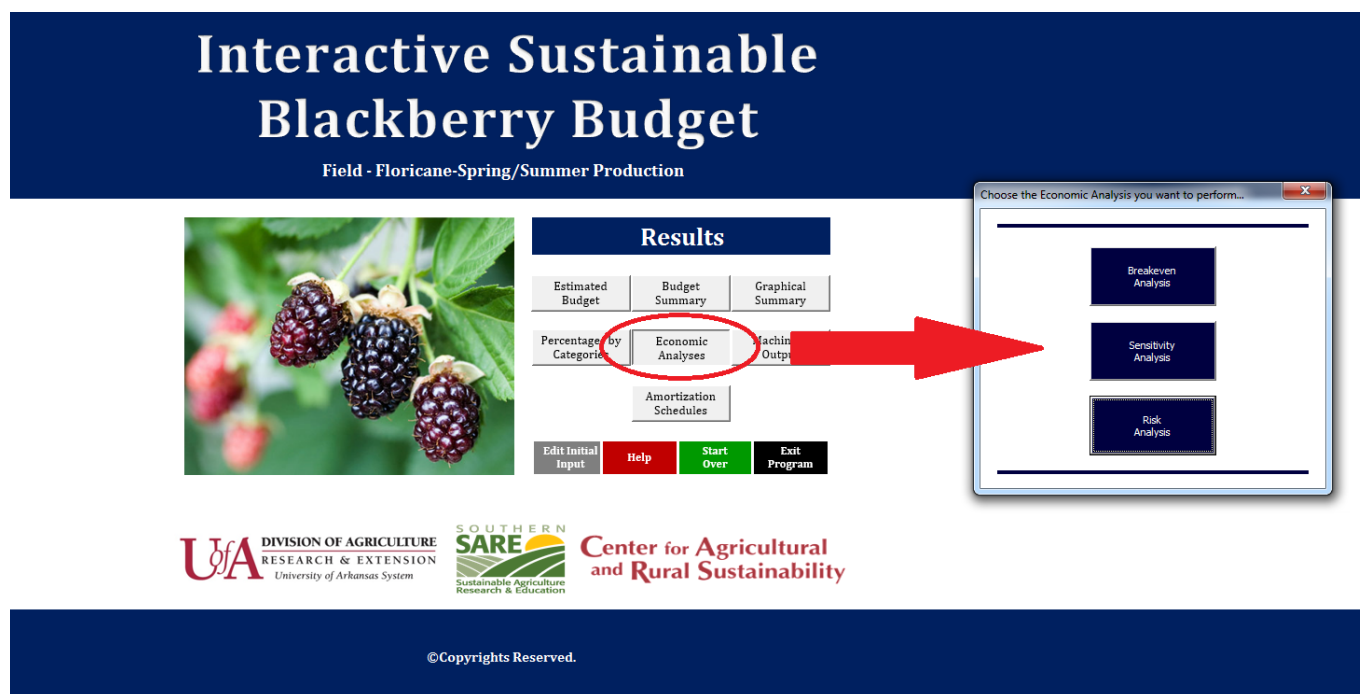 Interactive Sustainable
Blackberry Budget
Field - Floricane-Spring/Summer Production
Choose the Economic Analysis you want to perform...
Results
Estimated
Budget
Budget
Summary
Graphical
Summary
Percentages by
Categories
Economic
Analyses
Outpu
Amortization
Schedules
Edit Initial
Input
Help
Start
Over
Exit
Program
Breakeven
Analysis
Sensitivity
Analysis
Risk
Analysis
UofA
DIVISION OF AGRICULTURE
RESEARCH & EXTENSION
University of Arkansas System
SOUTHERN
SARE
Sustainable Agriculture
Research & Education
Center for Agricultural
and Rural Sustainability
©Copyrights Reserved.